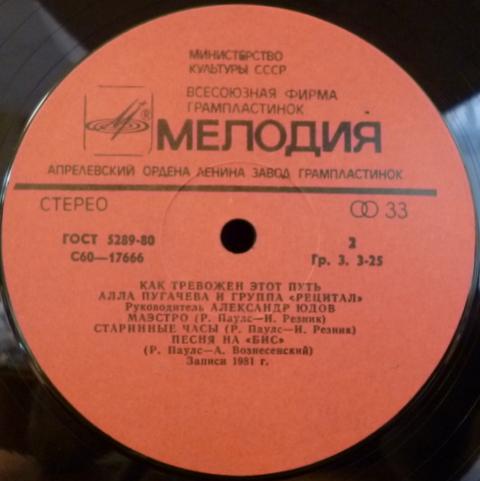 МИНИСТЕРСТВО
КУЛЬТУРЫ СССР
ВСЕСОЮЗНАЯ ФИРМА
ГРАМПЛАСТИНОК
МЕЛОДИЯ
®
АПРЕЛЕВСКИЙ ОРДЕНА ЛЕНИНА ЗАВОД ГРАМПЛАСТИНОК
СТЕРЕО 33
ГОСТ 5289-80 2
С60—17666 Гр. 3. 3-25
КАК ТРЕВОЖЕН ЭТОТ ПУТЬ
АЛЛА ПУГАЧЕВА И ГРУППА «РЕЦИТАЛ»
Руководитель АЛЕКСАНДР ЮДОВ
МАЭСТРО (Р. Паулс—И. Резник)
СТАРИННЫЕ ЧАСЫ (Р. Паулс—И. Резник)
ПЕСНЯ НА «БИС»
(Р. Паулс—А. Вознесенский)
Записи 1981 г.